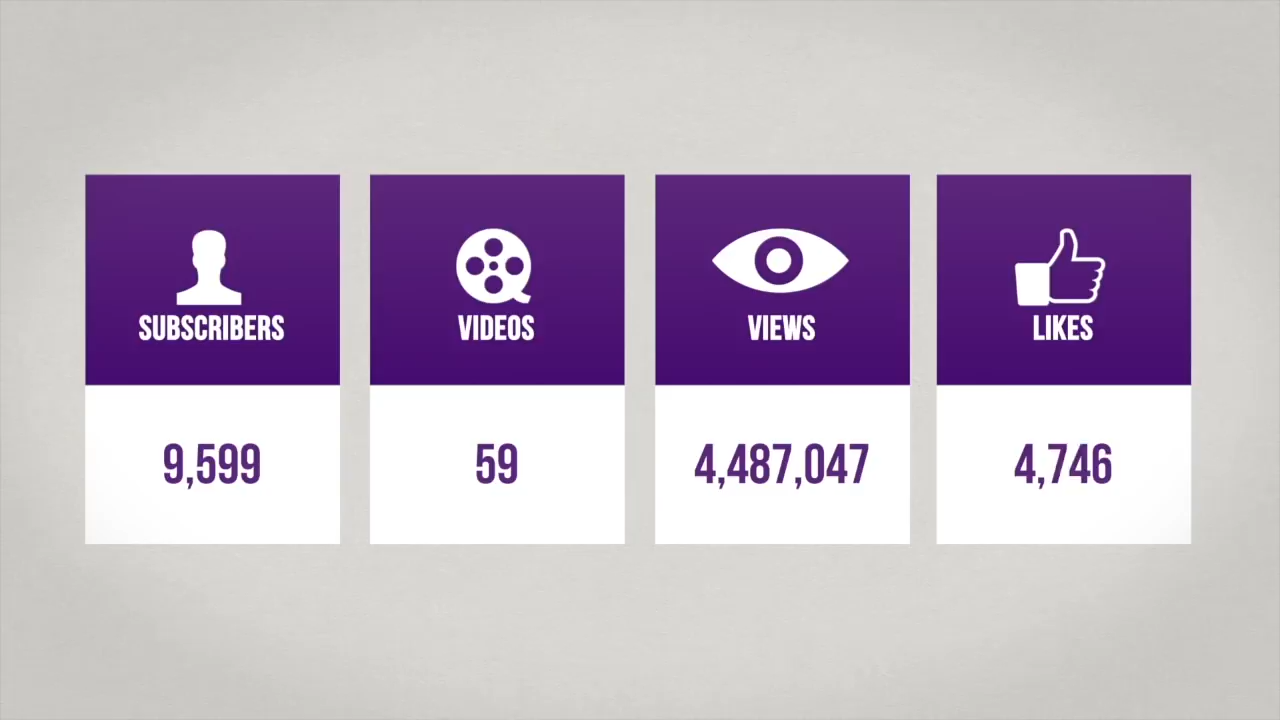 SUBSCRIBERS
9,599
VIDEOS
59
VIEWS
4,487,047
LIKES
4,746